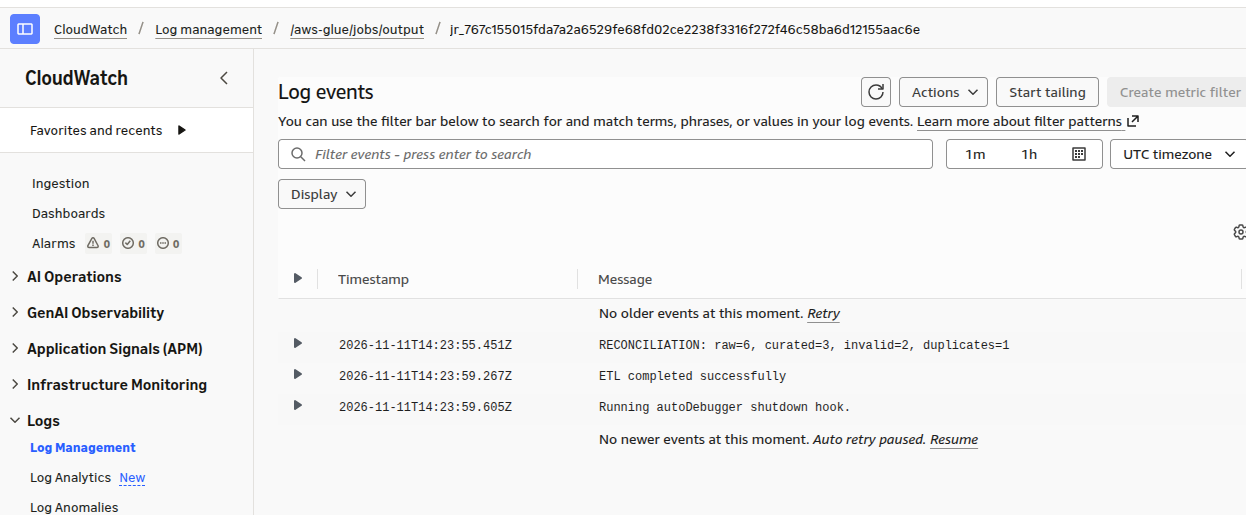 CloudWatch / Log management / /aws-glue/jobs/output / jr_767c155015fda7a2a6529fe68fd02ce2238f3316f272f46c58ba6d12155aac6e
CloudWatch
Favorites and recents
Ingestion
Dashboards
Alarms 0 0 0
AI Operations
GenAI Observability
Application Signals (APM)
Infrastructure Monitoring
Logs
Log Management
Log Analytics New
Log Anomalies
Log events
Actions
Start tailing
Create metric filter
You can use the filter bar below to search for and match terms, phrases, or values in your log events. Learn more about filter patterns
Filter events - press enter to search
1m 1h
UTC timezone
Display
Timestamp Message
No older events at this moment. Retry
2026-11-11T14:23:55.451Z RECONCILIATION: raw=6, curated=3, invalid=2, duplicates=1
2026-11-11T14:23:59.267Z ETL completed successfully
2026-11-11T14:23:59.605Z Running autoDebugger shutdown hook.
No newer events at this moment. Auto retry paused. Resume